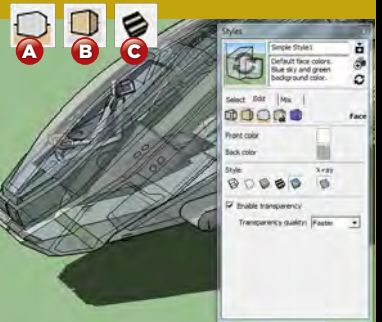 A B C
Styles
Simple Style1
Default face colors.
Blue sky and green
background color.
Select Edit Mix
Face
Front color
Back color
Style X-ray
Enable transparency
Transparency quality: Faster